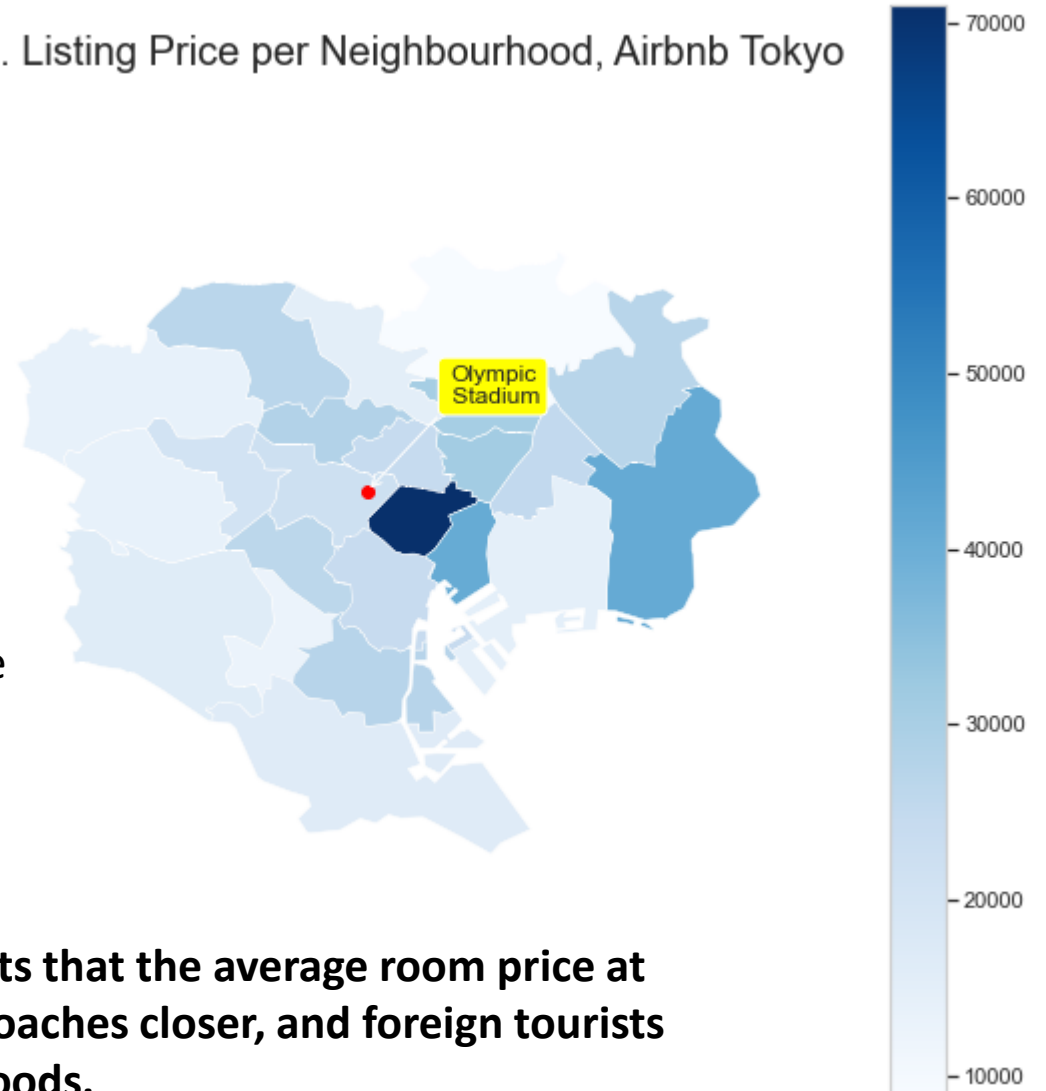 . Listing Price per Neighbourhood, Airbnb Tokyo
70000
60000
50000
40000
30000
20000
10000
Olympic
Stadium
e
ts that the average room price at
oaches closer, and foreign tourists
oods.